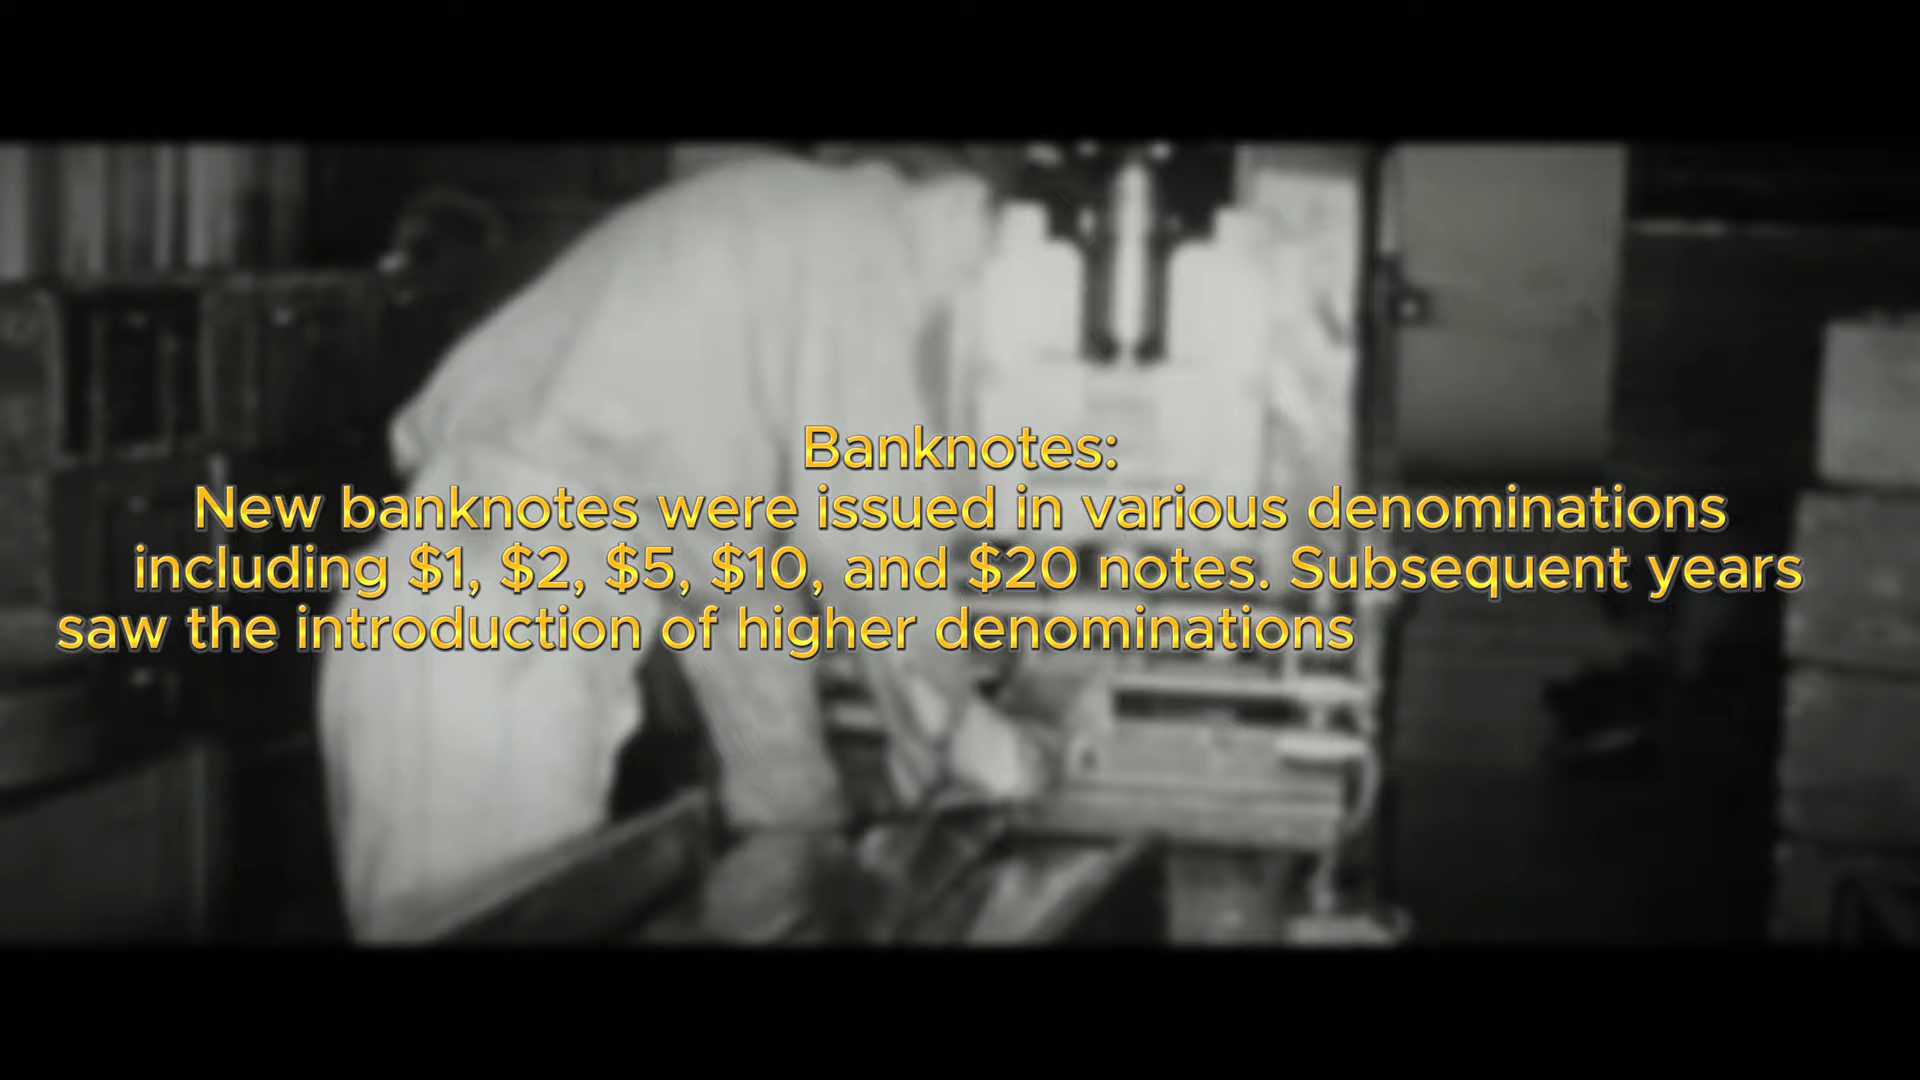 Banknotes:
New banknotes were issued in various denominations
including $1, $2, $5, $10, and $20 notes. Subsequent years
saw the introduction of higher denominations